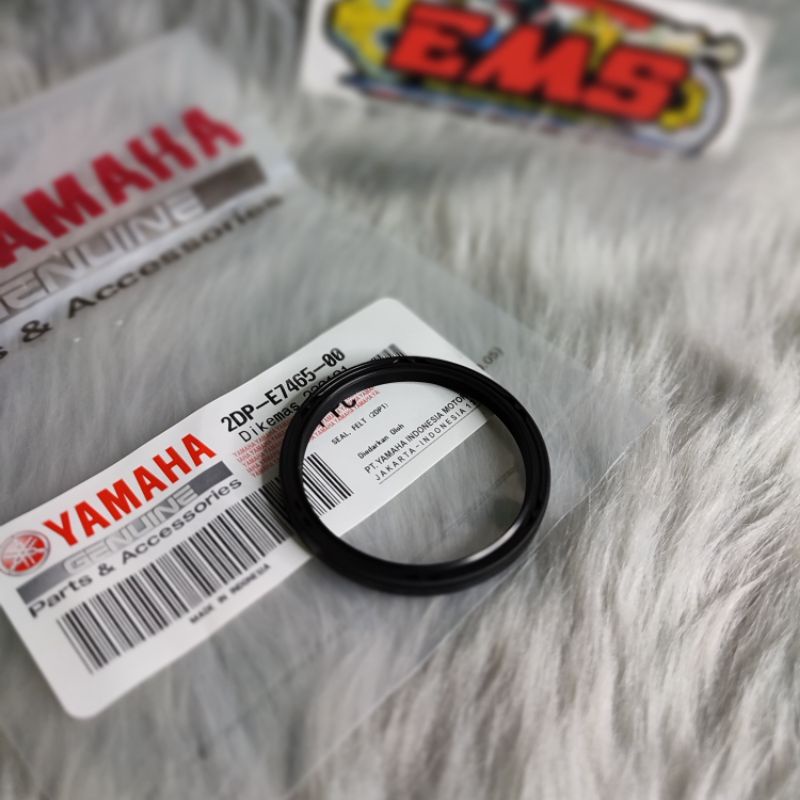 EMS
YAMAHA
GENUINE
s & Accessories
2DP-E7465-00
Dikemas
YAMAHA
GENUINE
Parts & Accessories
SEAL, FELT (2DP1)
Diedarkan Oleh
PT.YAMAHA INDONESIA MOTOR
JAKARTA-INDONESIA
MADE IN INDONESIA